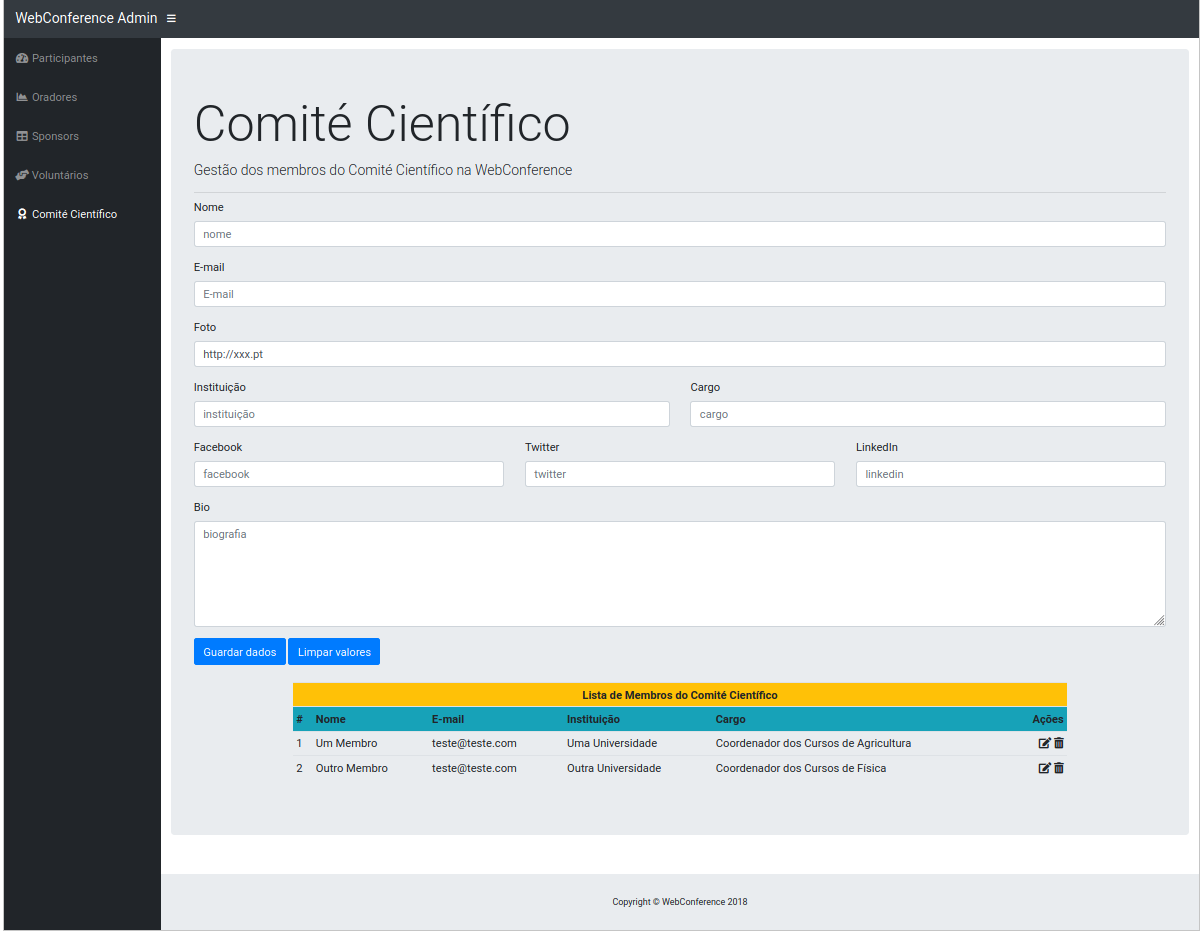 WebConference Admin
Participantes
Oradores
Sponsors
Voluntários
Comité Científico
Comité Científico
Gestão dos membros do Comité Científico na WebConference
Nome
nome
E-mail
E-mail
Foto
http://xxx.pt
Instituição Cargo
instituição cargo
Facebook Twitter LinkedIn
facebook twitter linkedin
Bio
biografia
Guardar dados Limpar valores
Lista de Membros do Comité Científico
# Nome E-mail Instituição Cargo Ações
1 Um Membro teste@teste.com Uma Universidade Coordenador dos Cursos de Agricultura
2 Outro Membro teste@teste.com Outra Universidade Coordenador dos Cursos de Física
Copyright © WebConference 2018